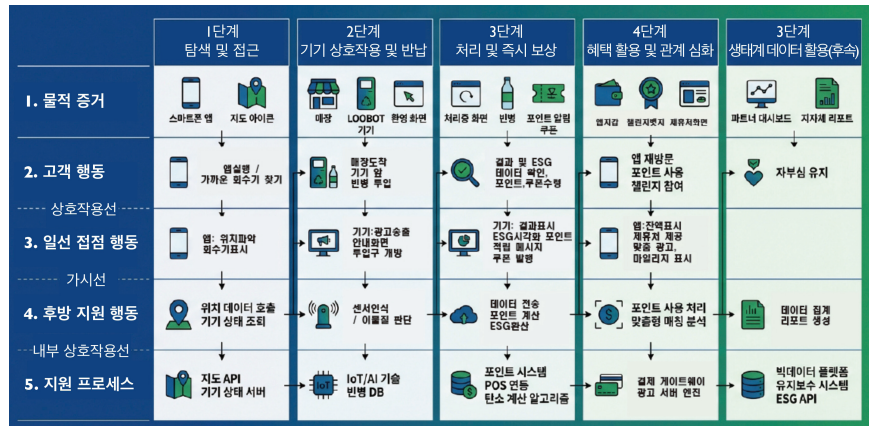 1단계
탐색 및 접근
2단계
기기 상호작용 및 반납
3단계
처리 및 즉시 보상
4단계
혜택 활용 및 관계 심화
3단계
생태계 데이터 활용(후속)
1. 물적 증거
스마트폰 앱
지도 아이콘
매장
LOOBOT
기기
환영 화면
처리중 화면
빈병
포인트 알림
쿠폰
앱지갑
챌린지뱃지
제휴저화면
파트너 대시보드
지자체 리포트
2. 고객 행동
앱실행 /
가까운 회수기 찾기
매장도착
기기 앞
빈병 투입
결과 및 ESG
데이터 확인,
포인트,쿠폰수행
앱 재방문
포인트 사용
챌린지 참여
자부심 유지
상호작용선
3. 일선 접점 행동
앱: 위치파악
회수기표시
기기:광고송출
안내화면
투입구 개방
기기: 결과표시
ESG시각화 포인트
적립 메시지
쿠폰 발행
앱:잔액표시
제휴처 제공
맞춤 광고,
마일리지 표시
가시선
4. 후방 지원 행동
위치 데이터 호출
기기 상태 조회
센서인식
/ 이물질 판단
데이터 전송
포인트 계산
ESG환산
포인트 사용 처리
맞춤형 매칭 분석
데이터 집계
리포트 생성
내부 상호작용선
5. 지원 프로세스
지도 API
기기 상태 서버
IoT
IoT/AI 기술
빈병 DB
포인트 시스템
POS 연동
탄소 계산 알고리즘
결제 게이트웨이
광고 서버 엔진
빅데이터 플랫폼
유지보수 시스템
ESG API